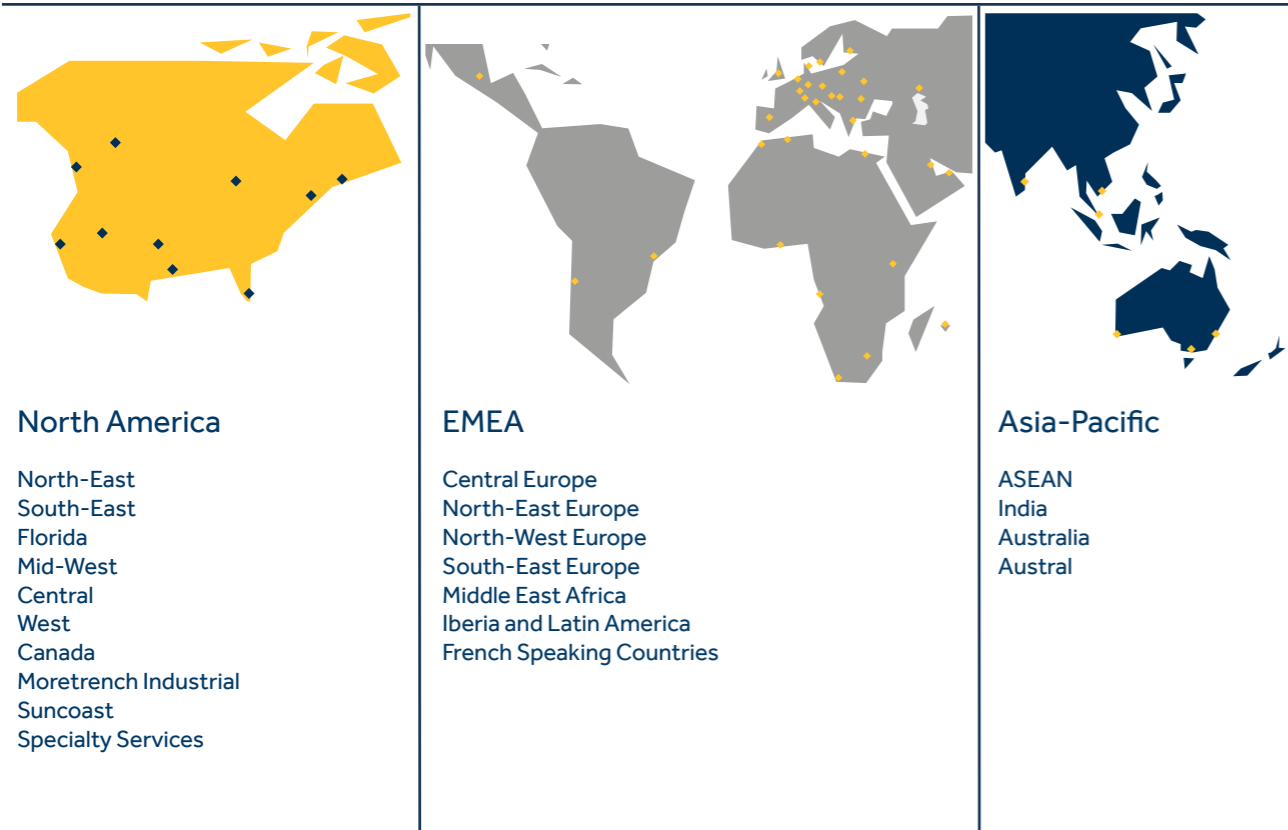 North America
North-East
South-East
Florida
Mid-West
Central
West
Canada
Moretrench Industrial
Suncoast
Specialty Services
EMEA
Central Europe
North-East Europe
North-West Europe
South-East Europe
Middle East Africa
Iberia and Latin America
French Speaking Countries
Asia-Pacific
ASEAN
India
Australia
Austral